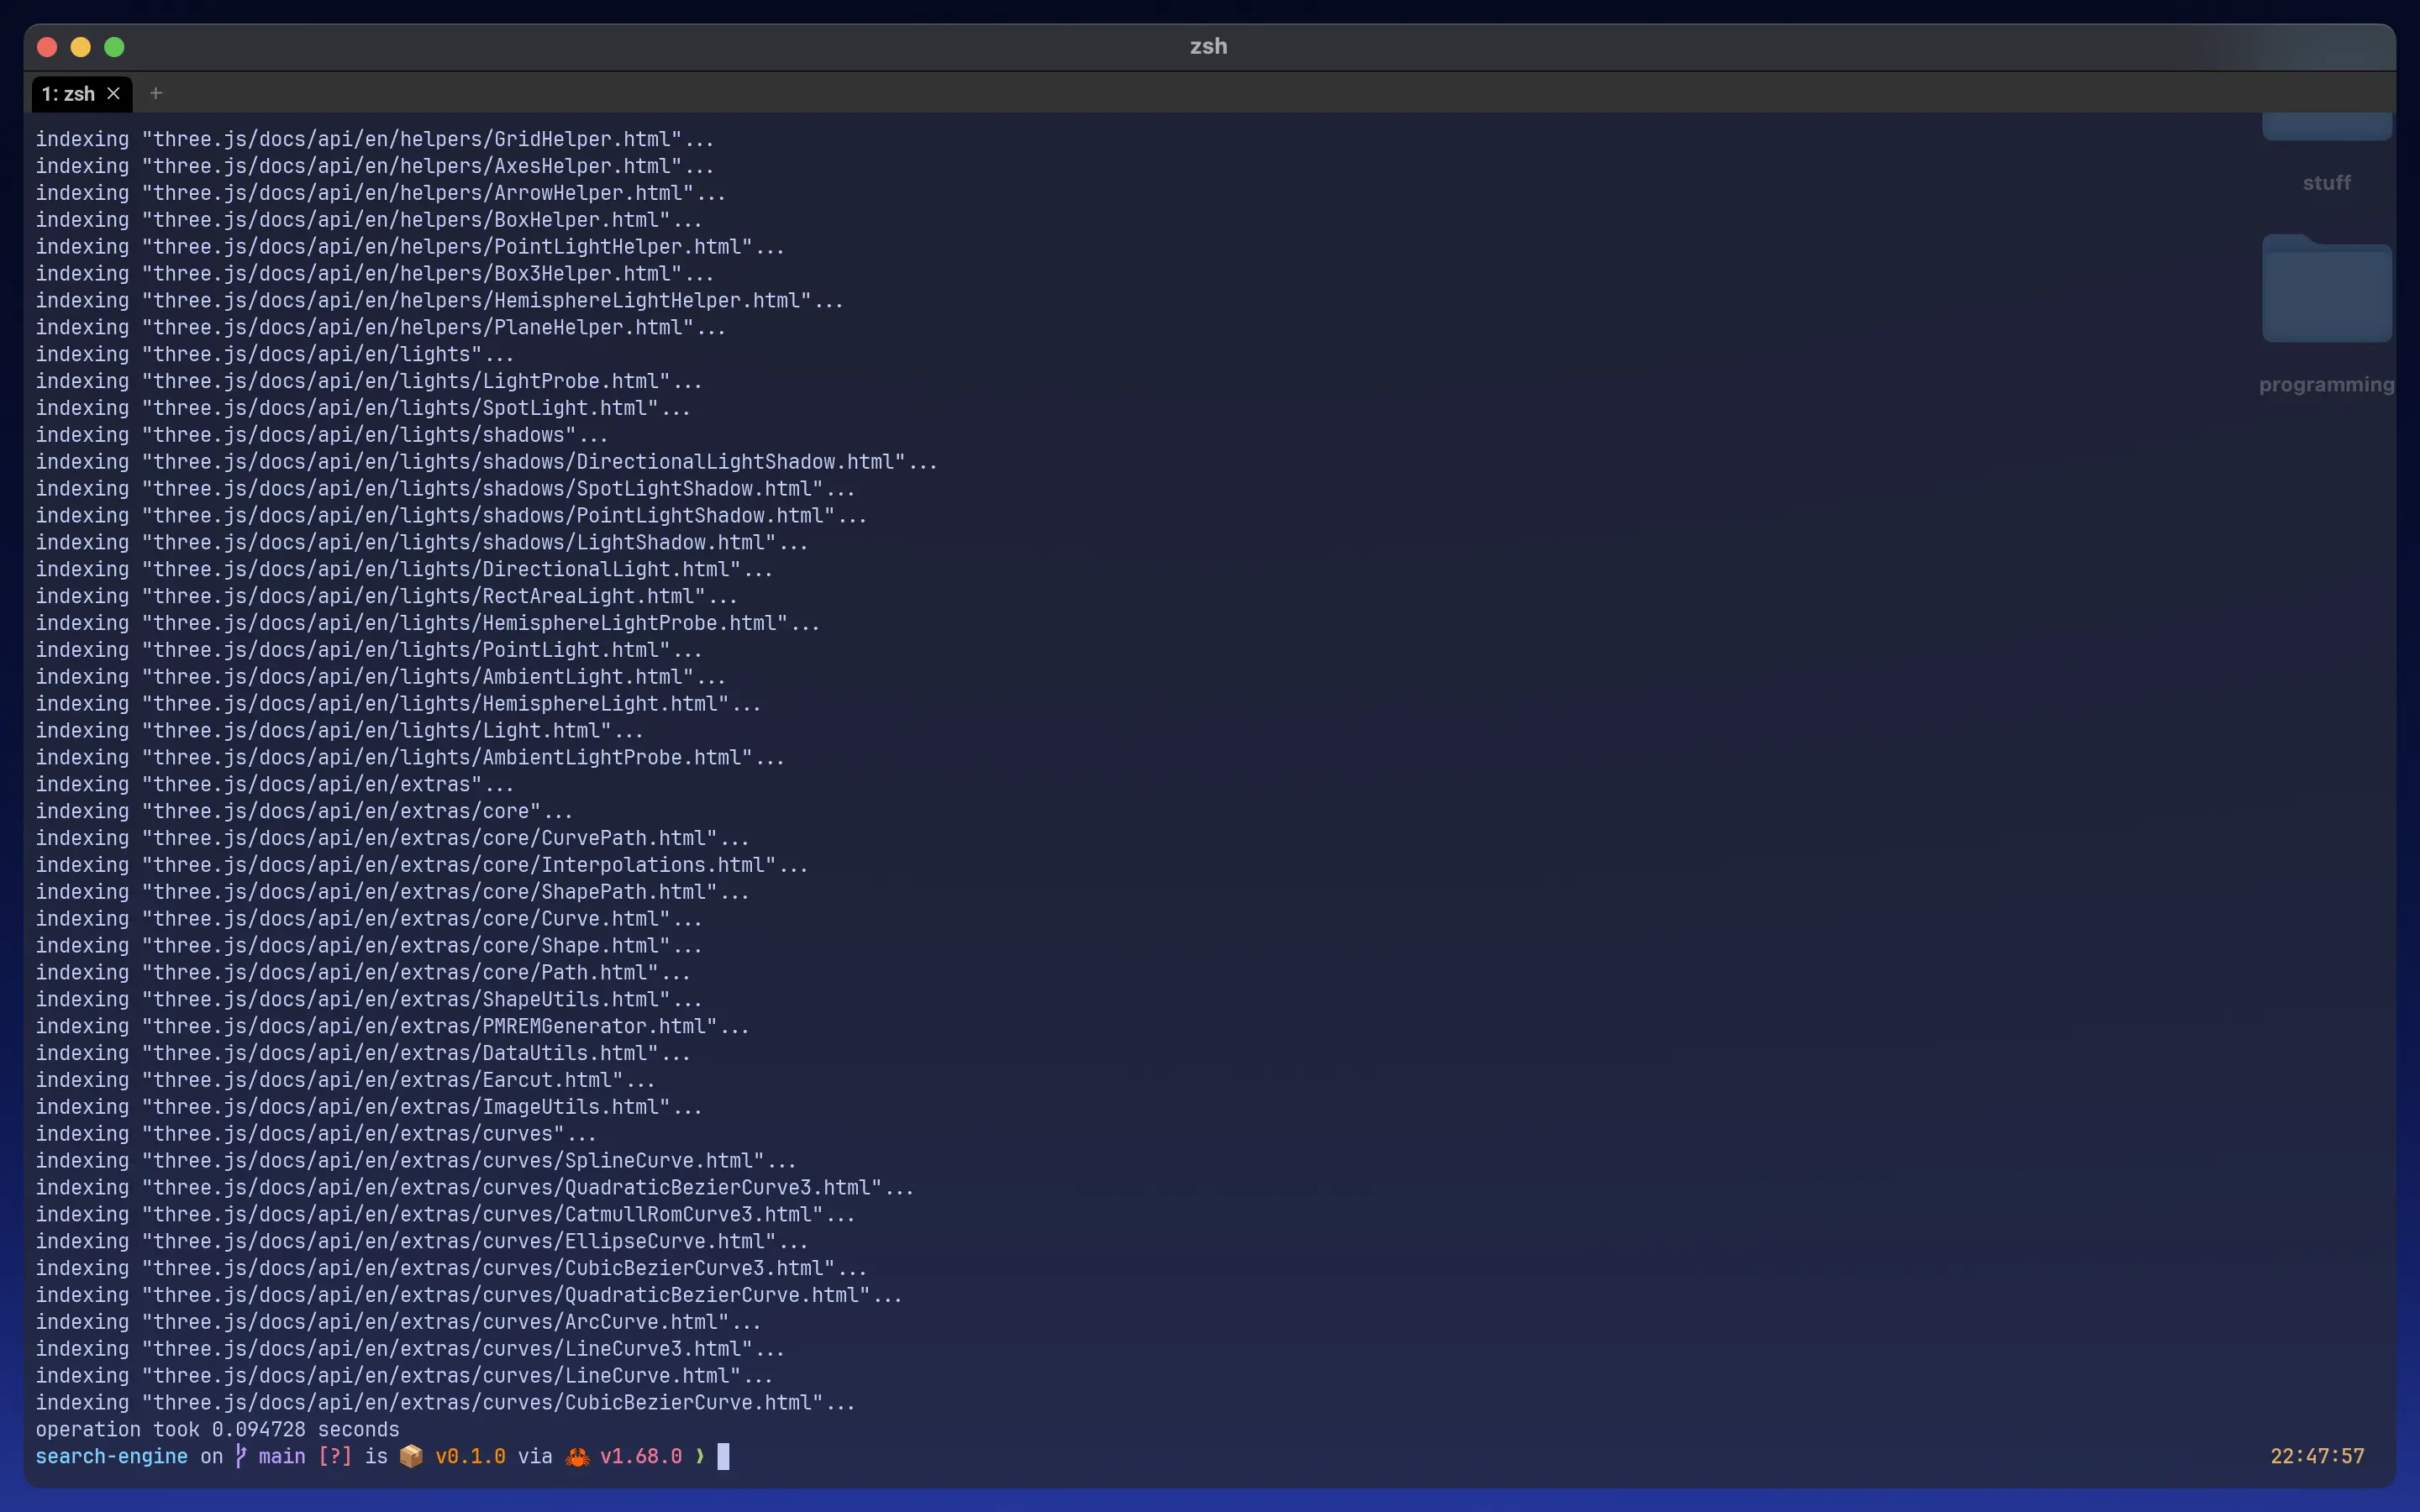 zsh
1: zsh × +
indexing "three.js/docs/api/en/helpers/GridHelper.html"...
indexing "three.js/docs/api/en/helpers/AxesHelper.html"...
indexing "three.js/docs/api/en/helpers/ArrowHelper.html"...
indexing "three.js/docs/api/en/helpers/BoxHelper.html"...
indexing "three.js/docs/api/en/helpers/PointLightHelper.html"...
indexing "three.js/docs/api/en/helpers/Box3Helper.html"...
indexing "three.js/docs/api/en/helpers/HemisphereLightHelper.html"...
indexing "three.js/docs/api/en/helpers/PlaneHelper.html"...
indexing "three.js/docs/api/en/lights"...
indexing "three.js/docs/api/en/lights/LightProbe.html"...
indexing "three.js/docs/api/en/lights/SpotLight.html"...
indexing "three.js/docs/api/en/lights/shadows"...
indexing "three.js/docs/api/en/lights/shadows/DirectionalLightShadow.html"...
indexing "three.js/docs/api/en/lights/shadows/SpotLightShadow.html"...
indexing "three.js/docs/api/en/lights/shadows/PointLightShadow.html"...
indexing "three.js/docs/api/en/lights/shadows/LightShadow.html"...
indexing "three.js/docs/api/en/lights/DirectionalLight.html"...
indexing "three.js/docs/api/en/lights/RectAreaLight.html"...
indexing "three.js/docs/api/en/lights/HemisphereLightProbe.html"...
indexing "three.js/docs/api/en/lights/PointLight.html"...
indexing "three.js/docs/api/en/lights/AmbientLight.html"...
indexing "three.js/docs/api/en/lights/HemisphereLight.html"...
indexing "three.js/docs/api/en/lights/Light.html"...
indexing "three.js/docs/api/en/lights/AmbientLightProbe.html"...
indexing "three.js/docs/api/en/extras"...
indexing "three.js/docs/api/en/extras/core"...
indexing "three.js/docs/api/en/extras/core/CurvePath.html"...
indexing "three.js/docs/api/en/extras/core/Interpolations.html"...
indexing "three.js/docs/api/en/extras/core/ShapePath.html"...
indexing "three.js/docs/api/en/extras/core/Curve.html"...
indexing "three.js/docs/api/en/extras/core/Shape.html"...
indexing "three.js/docs/api/en/extras/core/Path.html"...
indexing "three.js/docs/api/en/extras/ShapeUtils.html"...
indexing "three.js/docs/api/en/extras/PMREMGenerator.html"...
indexing "three.js/docs/api/en/extras/DataUtils.html"...
indexing "three.js/docs/api/en/extras/Earcut.html"...
indexing "three.js/docs/api/en/extras/ImageUtils.html"...
indexing "three.js/docs/api/en/extras/curves"...
indexing "three.js/docs/api/en/extras/curves/SplineCurve.html"...
indexing "three.js/docs/api/en/extras/curves/QuadraticBezierCurve3.html"...
indexing "three.js/docs/api/en/extras/curves/CatmullRomCurve3.html"...
indexing "three.js/docs/api/en/extras/curves/EllipseCurve.html"...
indexing "three.js/docs/api/en/extras/curves/CubicBezierCurve3.html"...
indexing "three.js/docs/api/en/extras/curves/QuadraticBezierCurve.html"...
indexing "three.js/docs/api/en/extras/curves/ArcCurve.html"...
indexing "three.js/docs/api/en/extras/curves/LineCurve3.html"...
indexing "three.js/docs/api/en/extras/curves/LineCurve.html"...
indexing "three.js/docs/api/en/extras/curves/CubicBezierCurve.html"...
operation took 0.094728 seconds
search-engine on main [?] is 📦 v0.1.0 via 🦀 v1.68.0 ❯ 22:47:57
stuff
programming